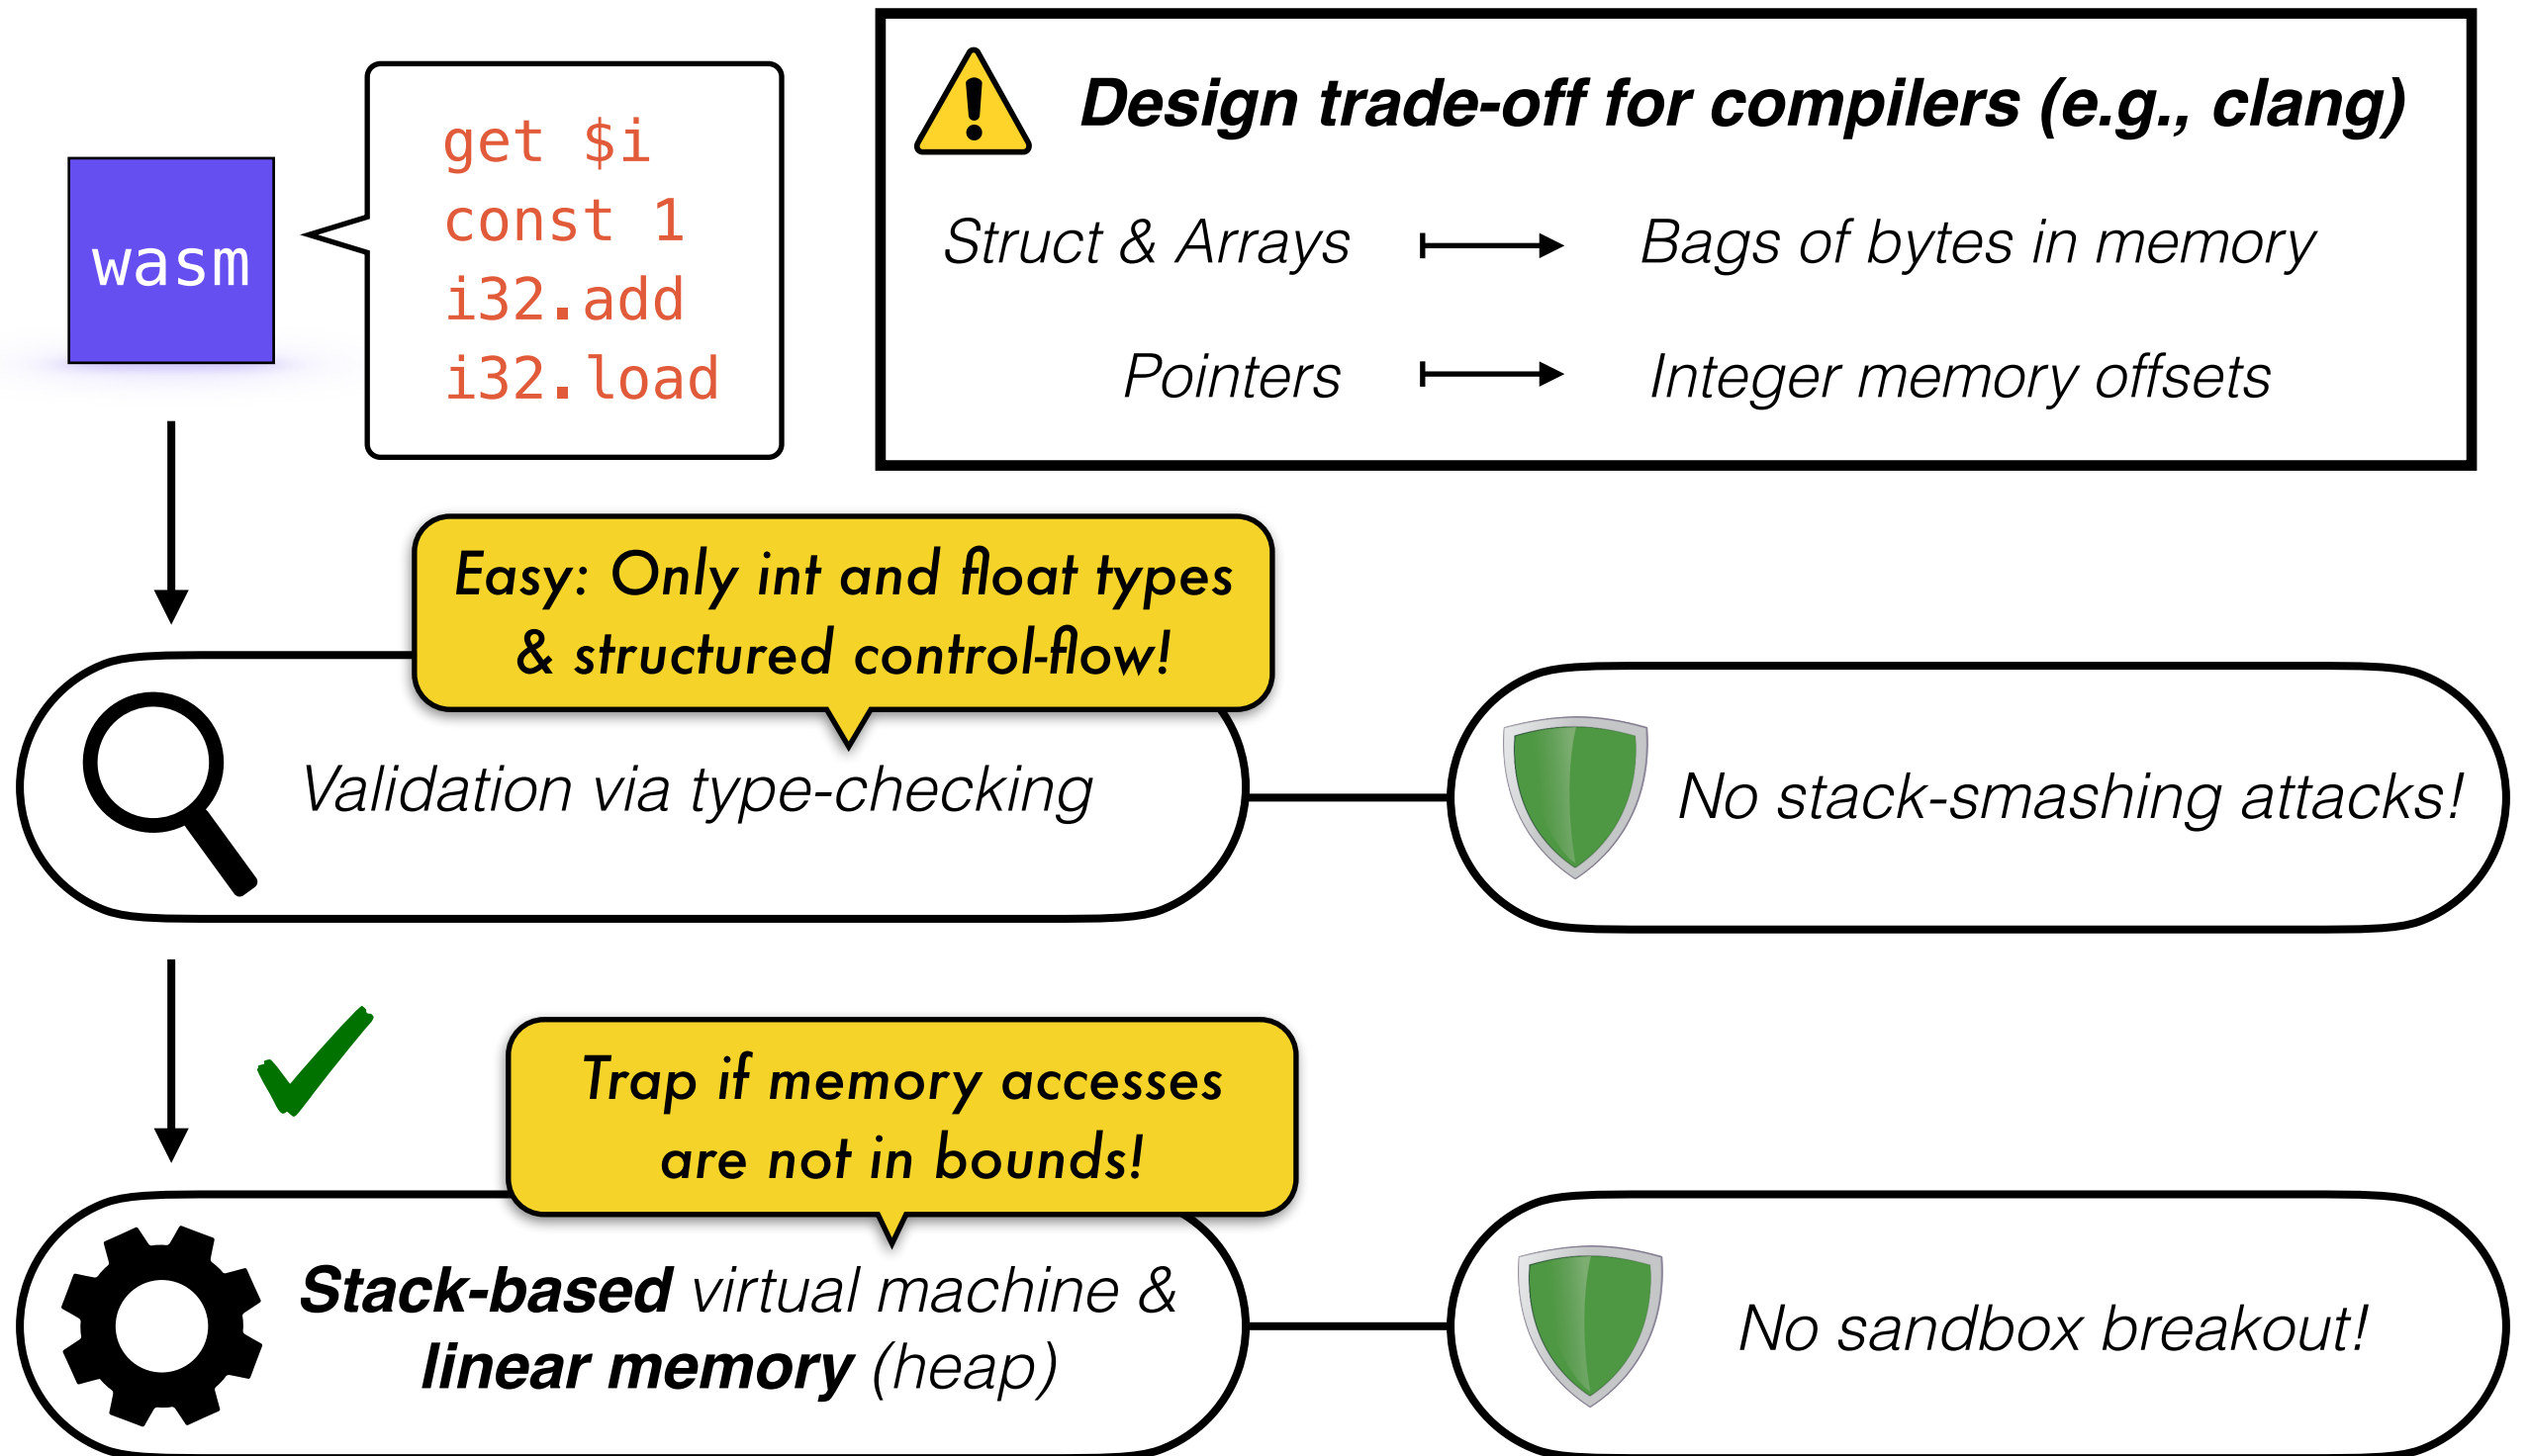 wasm
get $i
const 1
i32.add
i32.load
Design trade-off for compilers (e.g., clang)
Struct & Arrays
Bags of bytes in memory
Pointers
Integer memory offsets
Easy: Only int and float types
& structured control-flow!
Validation via type-checking
No stack-smashing attacks!
Trap if memory accesses
are not in bounds!
Stack-based virtual machine &
linear memory (heap)
No sandbox breakout!